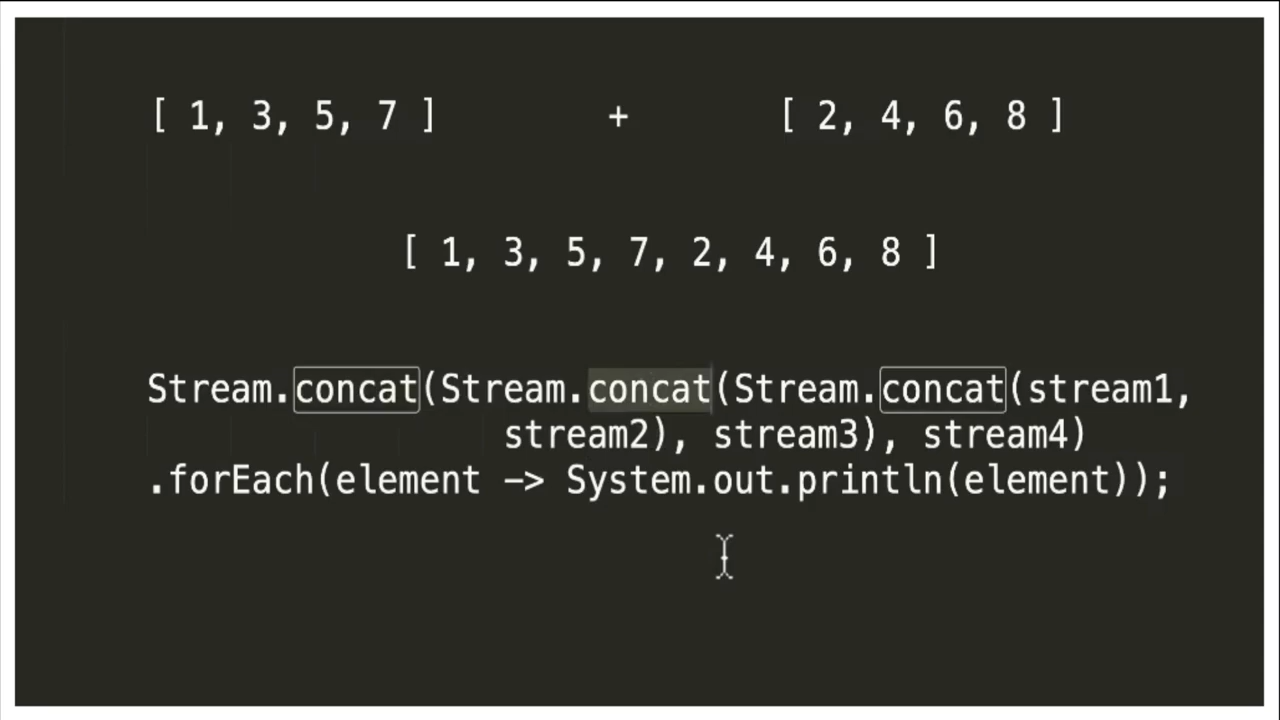 [ 1, 3, 5, 7 ] + [ 2, 4, 6, 8 ]
[ 1, 3, 5, 7, 2, 4, 6, 8 ]
Stream.concat(Stream.concat(Stream.concat(stream1,
stream2), stream3), stream4)
.forEach(element -> System.out.println(element));